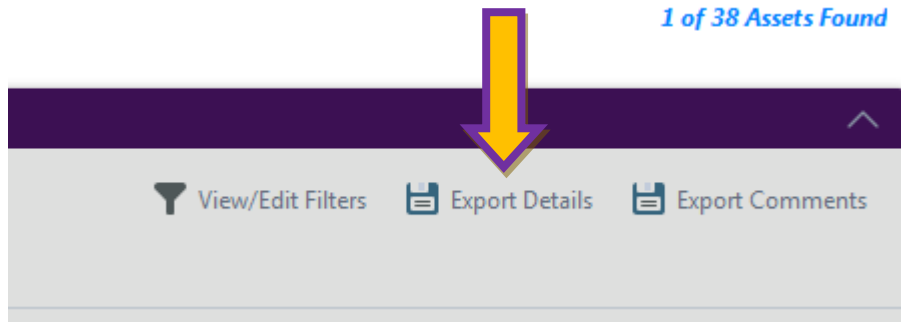 1 of 38 Assets Found
View/Edit Filters Export Details Export Comments